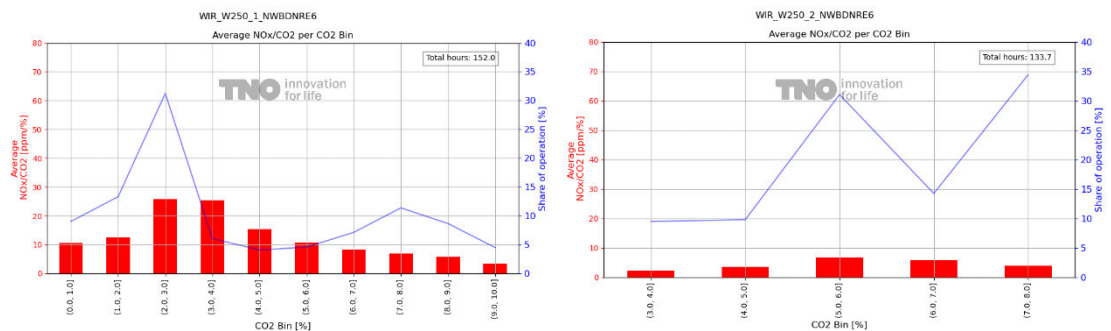 WIR_W250_1_NWBDNRE6
Average NOx/CO2 per CO2 Bin
Total hours: 152.0
TNO innovation
for life
80
70
60
50
40
30
20
10
0
Average
NOx/CO2 [ppm/%]
40
35
30
25
20
15
10
5
0
Share of operation [%]
(0.0, 1.0]
(1.0, 2.0]
(2.0, 3.0]
(3.0, 4.0]
(4.0, 5.0]
(5.0, 6.0]
(6.0, 7.0]
(7.0, 8.0]
(8.0, 9.0]
(9.0, 10.0]
CO2 Bin [%]
WIR_W250_2_NWBDNRE6
Average NOx/CO2 per CO2 Bin
Total hours: 133.7
TNO innovation
for life
80
70
60
50
40
30
20
10
0
Average
NOx/CO2 [ppm/%]
40
35
30
25
20
15
10
5
0
Share of operation [%]
(3.0, 4.0]
(4.0, 5.0]
(5.0, 6.0]
(6.0, 7.0]
(7.0, 8.0]
CO2 Bin [%]